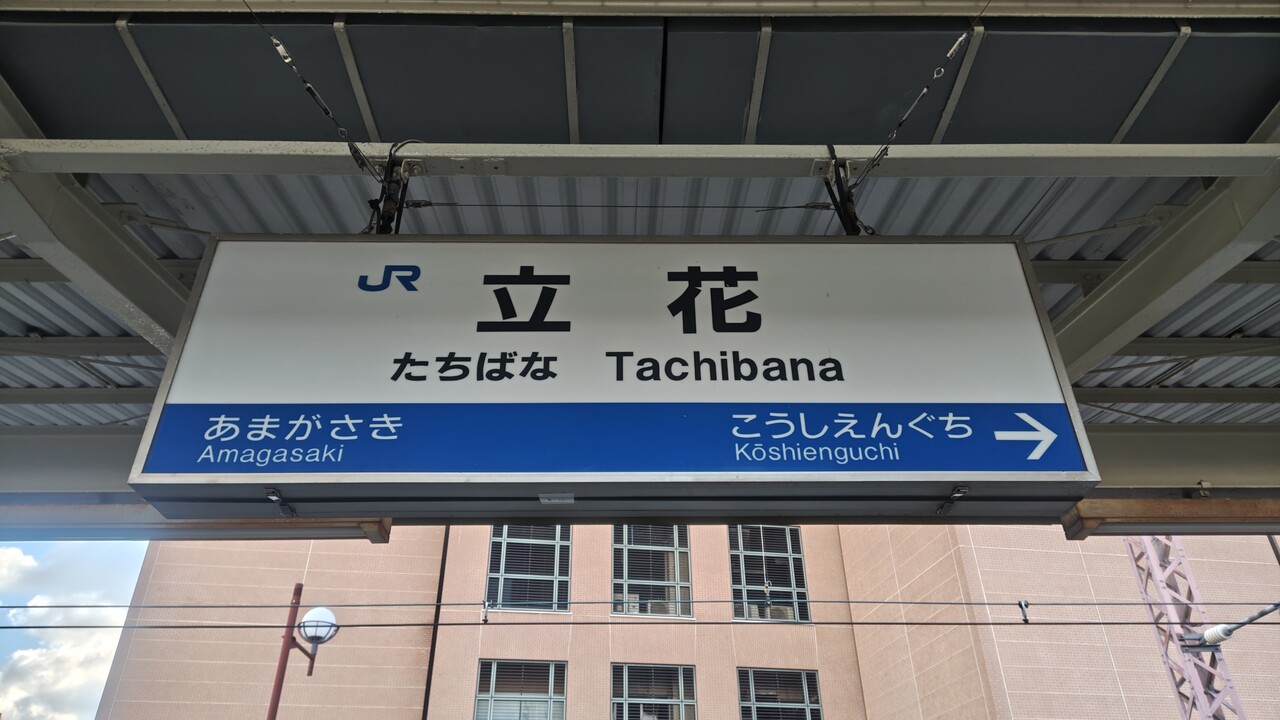 JR 立花
たちばな Tachibana
あまがさき こうしえんぐち →
Amagasaki Kōshienguchi